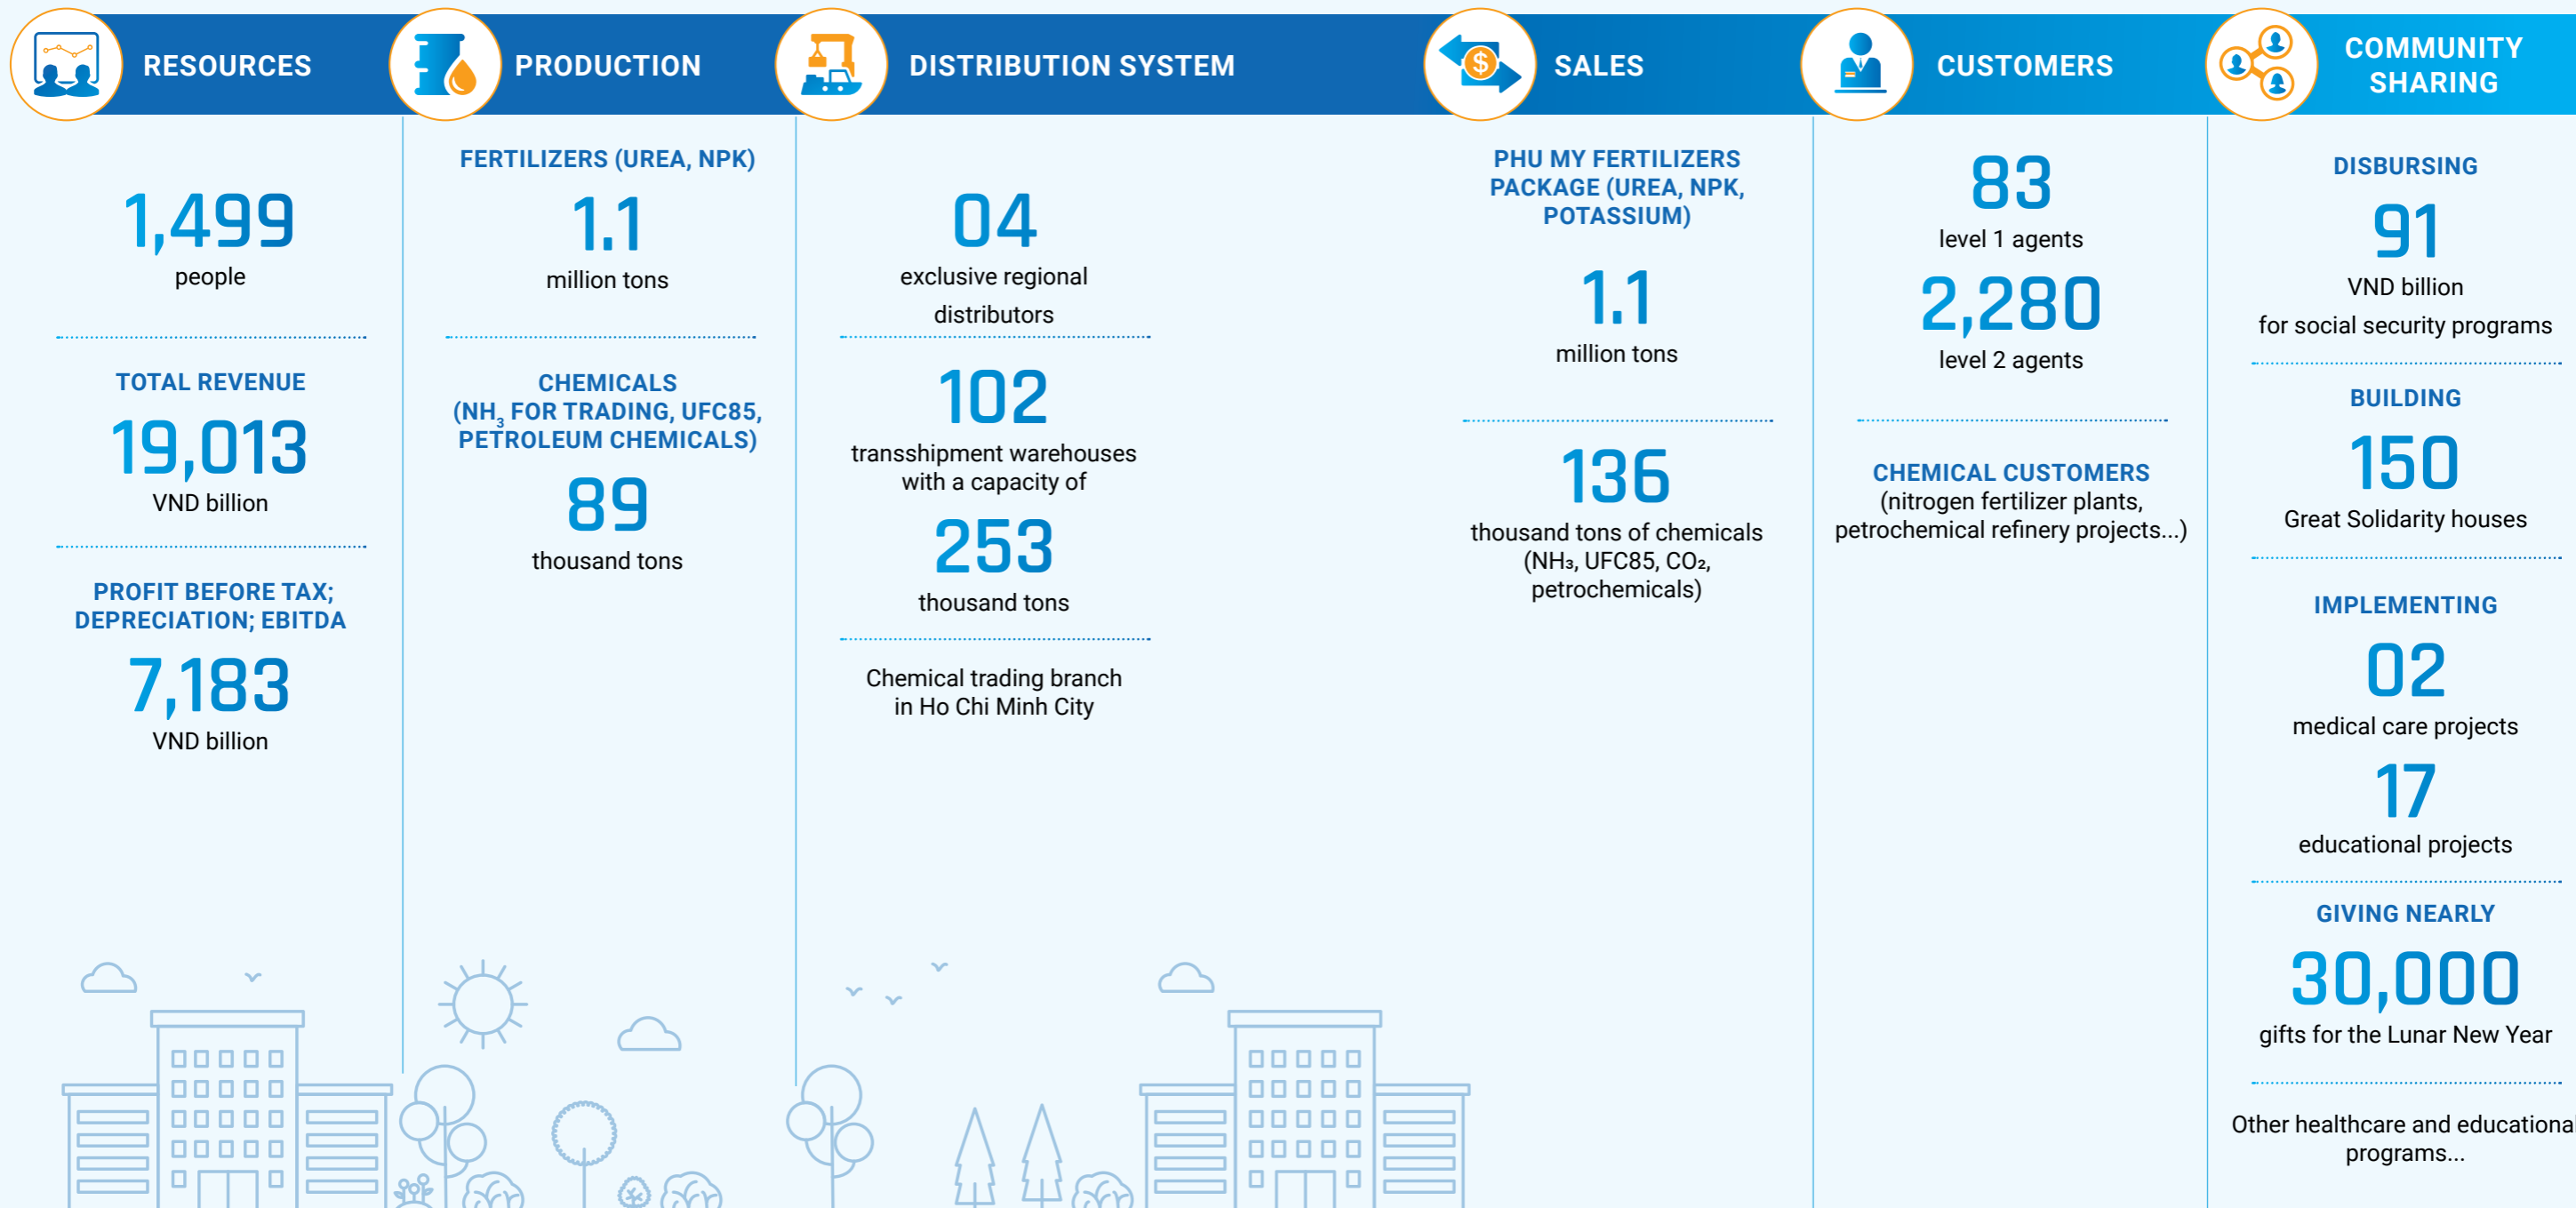 RESOURCES
1,499
people
TOTAL REVENUE
19,013
VND billion
PROFIT BEFORE TAX;
DEPRECIATION; EBITDA
7,183
VND billion
PRODUCTION
FERTILIZERS (UREA, NPK)
1.1
million tons
CHEMICALS
(NH₃ FOR TRADING, UFC85,
PETROLEUM CHEMICALS)
89
thousand tons
DISTRIBUTION SYSTEM
04
exclusive regional
distributors
102
transshipment warehouses
with a capacity of
253
thousand tons
Chemical trading branch
in Ho Chi Minh City
$
SALES
PHU MY FERTILIZERS
PACKAGE (UREA, NPK,
POTASSIUM)
1.1
million tons
136
thousand tons of chemicals
(NH₃, UFC85, CO₂,
petrochemicals)
CUSTOMERS
83
level 1 agents
2,280
level 2 agents
CHEMICAL CUSTOMERS
(nitrogen fertilizer plants,
petrochemical refinery projects...)
COMMUNITY
SHARING
DISBURSING
91
VND billion
for social security programs
BUILDING
150
Great Solidarity houses
IMPLEMENTING
02
medical care projects
17
educational projects
GIVING NEARLY
30,000
gifts for the Lunar New Year
Other healthcare and educational
programs...